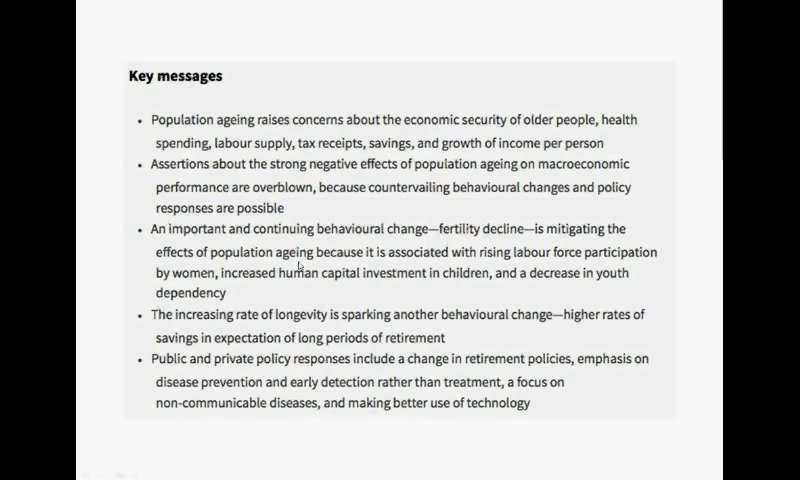 Key messages
• Population ageing raises concerns about the economic security of older people, health
spending, labour supply, tax receipts, savings, and growth of income per person
• Assertions about the strong negative effects of population ageing on macroeconomic
performance are overblown, because countervailing behavioural changes and policy
responses are possible
• An important and continuing behavioural change—fertility decline—is mitigating the
effects of population ageing because it is associated with rising labour force participation
by women, increased human capital investment in children, and a decrease in youth
dependency
• The increasing rate of longevity is sparking another behavioural change—higher rates of
savings in expectation of long periods of retirement
• Public and private policy responses include a change in retirement policies, emphasis on
disease prevention and early detection rather than treatment, a focus on
non-communicable diseases, and making better use of technology